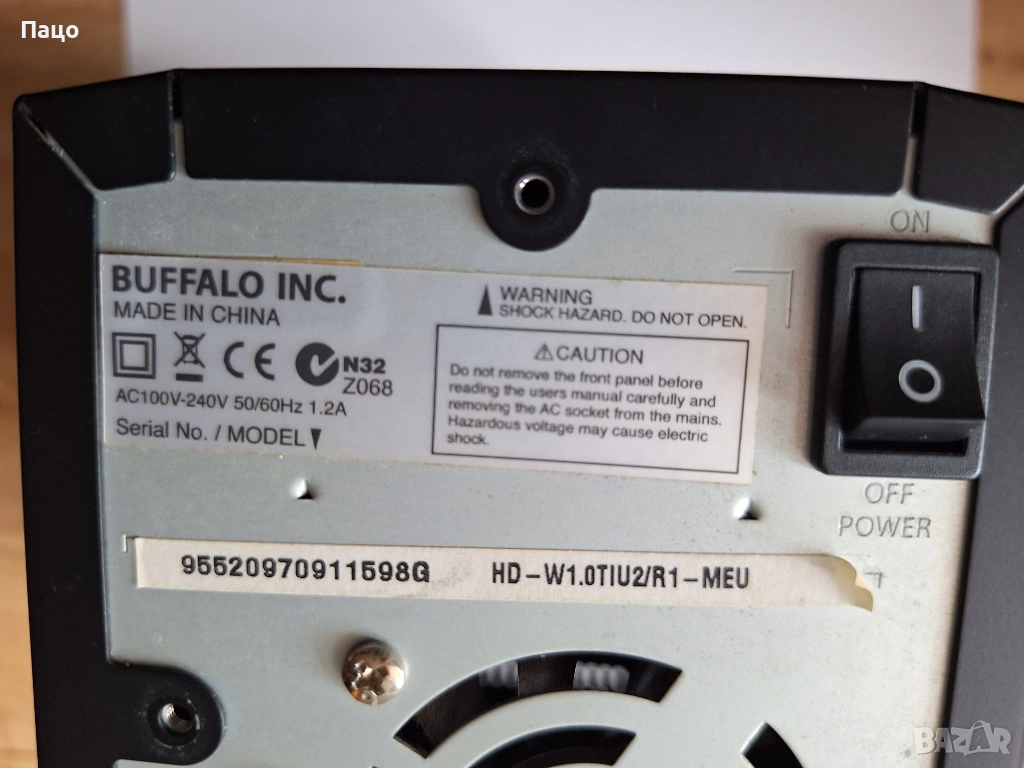 Пацо
ON
BUFFALO INC.
MADE IN CHINA
CE N32
Z068
AC100V-240V 50/60Hz 1.2A
Serial No. / MODEL
WARNING
SHOCK HAZARD. DO NOT OPEN.
CAUTION
Do not remove the front panel before
reading the users manual carefully and
removing the AC socket from the mains.
Hazardous voltage may cause electric
shock.
OFF
POWER
95520970911598G HD-W1.0TIU2/R1-MEU
BAZAR